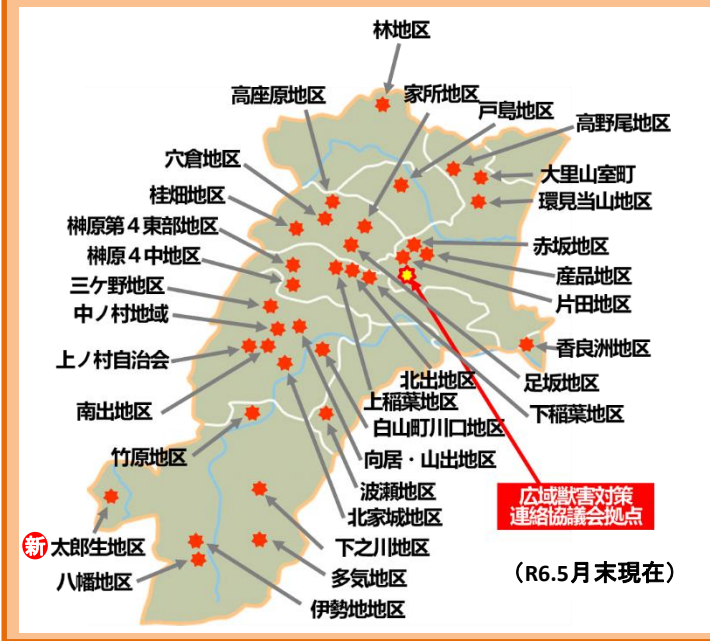 林地区
高座原地区
家所地区
戸島地区
高野尾地区
穴倉地区
大里山室町
桂畑地区
環見当山地区
榊原第４東部地区
赤坂地区
榊原４中地区
産品地区
三ケ野地区
片田地区
中ノ村地域
上ノ村自治会
香良洲地区
北出地区
足坂地区
上稲葉地区
南出地区
下稲葉地区
白山町川口地区
竹原地区
向居・山出地区
波瀬地区
広域獣害対策
連絡協議会拠点
北家城地区
新 太郎生地区
下之川地区
八幡地区
多気地区
（R6.5月末現在）
伊勢地地区